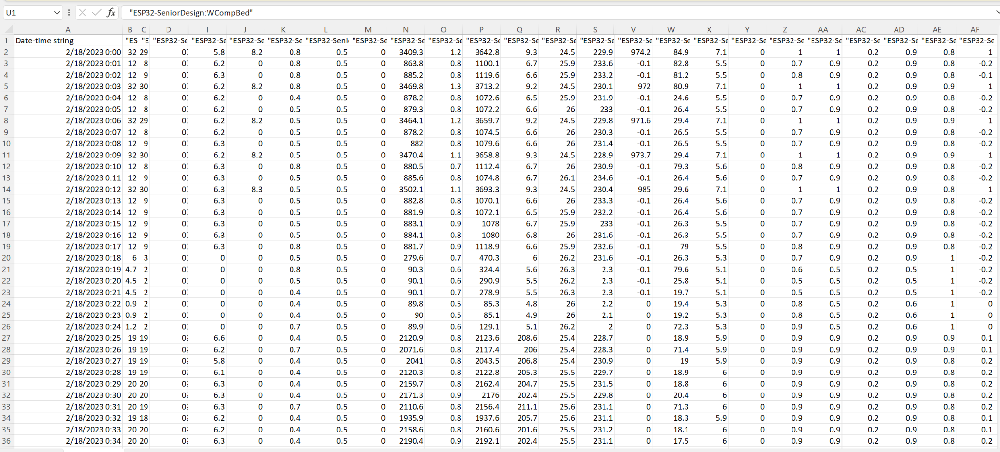 U1 fx "ESP32-SeniorDesign:WCompBed"
A B C D I J K L M N O P Q R S V W X Y Z AA AC AD AE AF
1 Date-time string "ES "E "ESP32-Se "ESP32-Se "ESP32-Se "ESP32-Se "ESP32-Seni "ESP32-Se "ESP32-Se "ESP32-Se "ESP32-Se "ESP32-Se "ESP32-Se "ESP32-Se "ESP32-Se "ESP32-Se "ESP32-Se "ESP32-Se "ESP32-Se "ESP32-Se "ESP32-Se "ESP32-Se "ESP32-Se "ESP32-Se
2 2/18/2023 0:00 32 29 0 5.8 8.2 0.8 0.5 0 3409.3 1.2 3642.8 9.3 24.5 229.9 974.2 84.9 7.1 0 1 1 0.2 0.9 0.8 1
3 2/18/2023 0:01 12 8 0 6.2 0 0.8 0.5 0 863.8 0.8 1100.1 6.7 25.9 233.6 -0.1 82.8 5.5 0 0.7 0.9 0.2 0.9 0.8 -0.2
4 2/18/2023 0:02 12 9 0 6.3 0 0.8 0.5 0 885.2 0.8 1119.6 6.6 25.9 233.2 -0.1 81.2 5.5 0 0.8 0.9 0.2 0.9 0.8 -0.1
5 2/18/2023 0:03 32 30 0 6.2 8.2 0.8 0.5 0 3469.8 1.3 3713.2 9.2 24.5 230.1 972 80.9 7.1 0 1 1 0.2 0.9 0.9 1
6 2/18/2023 0:04 12 8 0 6.2 0 0.4 0.5 0 878.2 0.8 1072.6 6.5 25.9 231.9 -0.1 24.6 5.5 0 0.7 0.9 0.2 0.9 0.8 -0.2
7 2/18/2023 0:05 12 8 0 6.2 0 0.5 0.5 0 879.3 0.8 1072.2 6.6 26 233 -0.1 26.4 5.5 0 0.7 0.9 0.2 0.9 0.8 -0.2
8 2/18/2023 0:06 32 29 0 6.2 8.2 0.5 0.5 0 3464.1 1.2 3659.7 9.2 24.5 229.8 971.6 29.4 7.1 0 1 1 0.2 0.9 0.9 1
9 2/18/2023 0:07 12 8 0 6.2 0 0.5 0.5 0 878.2 0.8 1074.5 6.6 26 230.3 -0.1 26.5 5.5 0 0.7 0.9 0.2 0.9 0.8 -0.2
10 2/18/2023 0:08 12 9 0 6.3 0 0.5 0.5 0 882 0.8 1079.6 6.6 26 231.4 -0.1 26.5 5.5 0 0.7 0.9 0.2 0.9 0.8 -0.2
11 2/18/2023 0:09 32 30 0 6.2 8.2 0.5 0.5 0 3470.4 1.1 3658.8 9.3 24.5 228.9 973.7 29.4 7.1 0 1 1 0.2 0.9 0.9 1
12 2/18/2023 0:10 12 8 0 6.3 0 0.8 0.5 0 880.5 0.7 1112.4 6.7 26 230.9 -0.1 79.3 5.6 0 0.8 0.9 0.2 0.9 0.8 -0.2
13 2/18/2023 0:11 12 9 0 6.3 0 0.5 0.5 0 885.6 0.8 1074.8 6.7 26.1 234.6 -0.1 26.4 5.6 0 0.7 0.9 0.2 0.9 0.8 -0.2
14 2/18/2023 0:12 32 30 0 6.3 8.3 0.5 0.5 0 3502.1 1.1 3693.3 9.3 24.5 230.4 985 29.6 7.1 0 1 1 0.2 0.9 0.8 1
15 2/18/2023 0:13 12 9 0 6.3 0 0.5 0.5 0 882.8 0.8 1070.1 6.6 26 233.3 -0.1 26.4 5.6 0 0.7 0.9 0.2 0.9 0.8 -0.2
16 2/18/2023 0:14 12 9 0 6.3 0 0.5 0.5 0 881.9 0.8 1072.1 6.5 25.9 232.2 -0.1 26.4 5.6 0 0.7 0.9 0.2 0.9 0.8 -0.2
17 2/18/2023 0:15 12 9 0 6.3 0 0.5 0.5 0 883.1 0.9 1078 6.7 25.9 233 -0.1 26.3 5.5 0 0.7 0.9 0.2 0.9 0.8 -0.2
18 2/18/2023 0:16 12 9 0 6.3 0 0.5 0.5 0 884.1 0.8 1080 6.8 26 231.6 -0.1 26.3 5.5 0 0.7 0.9 0.2 0.9 0.8 -0.2
19 2/18/2023 0:17 12 9 0 6.3 0 0.8 0.5 0 881.7 0.9 1118.9 6.6 25.9 232.6 -0.1 79 5.5 0 0.8 0.9 0.2 0.9 0.8 -0.2
20 2/18/2023 0:18 6 3 0 0 0 0.5 0.5 0 279.6 0.7 470.3 6 26.2 231.6 -0.1 26.3 5.3 0 0.7 0.9 0.2 0.9 1 -0.2
21 2/18/2023 0:19 4.7 2 0 0 0 0.8 0.5 0 90.3 0.6 324.4 5.6 26.3 2.3 -0.1 79.6 5.1 0 0.6 0.5 0.2 0.5 1 -0.2
22 2/18/2023 0:20 4.5 2 0 0 0 0.5 0.5 0 90.1 0.6 290.9 5.5 26.2 2.3 -0.1 25.8 5.1 0 0.5 0.5 0.2 0.5 1 -0.2
23 2/18/2023 0:21 4.5 2 0 0 0 0.4 0.5 0 90.1 0.7 278.9 5.5 26.3 2.3 -0.1 19.7 5.1 0 0.5 0.5 0.2 0.5 1 -0.2
24 2/18/2023 0:22 0.9 2 0 0 0 0.4 0.5 0 89.8 0.5 85.3 4.8 26 2.2 0 19.4 5.3 0 0.8 0.5 0.2 0.6 1 0
25 2/18/2023 0:23 0.9 2 0 0 0 0.4 0.5 0 90 0.5 85.1 4.9 26 2.1 0 19.2 5.3 0 0.8 0.5 0.2 0.6 1 0
26 2/18/2023 0:24 1.2 2 0 0 0 0.7 0.5 0 89.9 0.6 129.1 5.1 26.2 2 0 72.3 5.3 0 0.9 0.5 0.2 0.6 1 0
27 2/18/2023 0:25 19 19 0 6.6 0 0.4 0.5 0 2120.9 0.8 2123.6 208.6 25.4 228.7 0 18.9 5.9 0 0.9 0.9 0.2 0.9 0.9 0.1
28 2/18/2023 0:26 19 19 0 6.2 0 0.7 0.5 0 2071.6 0.8 2117.4 206 25.4 228.3 0 71.4 5.9 0 0.9 0.9 0.2 0.9 0.9 0.1
29 2/18/2023 0:27 19 19 0 5.8 0 0.4 0.5 0 2041 0.8 2043.5 206.8 25.4 230.9 0 19 5.9 0 0.9 0.9 0.2 0.9 0.8 0.2
30 2/18/2023 0:28 19 19 0 6.1 0 0.4 0.5 0 2120.3 0.8 2122.8 205.3 25.5 229.7 0 18.9 6 0 0.9 0.9 0.2 0.9 0.8 0.2
31 2/18/2023 0:29 20 20 0 6.3 0 0.4 0.5 0 2159.7 0.8 2162.4 204.7 25.5 231.5 0 18.8 6 0 0.9 0.9 0.2 0.9 0.8 0.2
32 2/18/2023 0:30 20 20 0 6.3 0 0.4 0.5 0 2171.3 0.9 2176 202.4 25.5 229.8 0 20.4 6 0 0.9 0.9 0.2 0.9 0.8 0.2
33 2/18/2023 0:31 20 19 0 6.3 0 0.7 0.5 0 2110.6 0.8 2156.4 211.1 25.6 231.1 0 71.3 6 0 0.9 0.9 0.2 0.9 0.8 0.2
34 2/18/2023 0:32 19 18 0 6.2 0 0.4 0.5 0 1935.9 0.8 1937.6 205.7 25.6 231.1 0 18.3 5.9 0 0.9 0.9 0.2 0.9 0.8 0.1
35 2/18/2023 0:33 20 20 0 6.2 0 0.4 0.5 0 2158.6 0.8 2160.6 201.6 25.5 231.2 0 18.1 6 0 0.9 0.9 0.2 0.9 0.8 0.1
36 2/18/2023 0:34 20 20 0 6.3 0 0.4 0.5 0 2190.4 0.9 2192.1 202.4 25.5 231.1 0 17.5 6 0 0.9 0.9 0.2 0.9 0.8 0.2